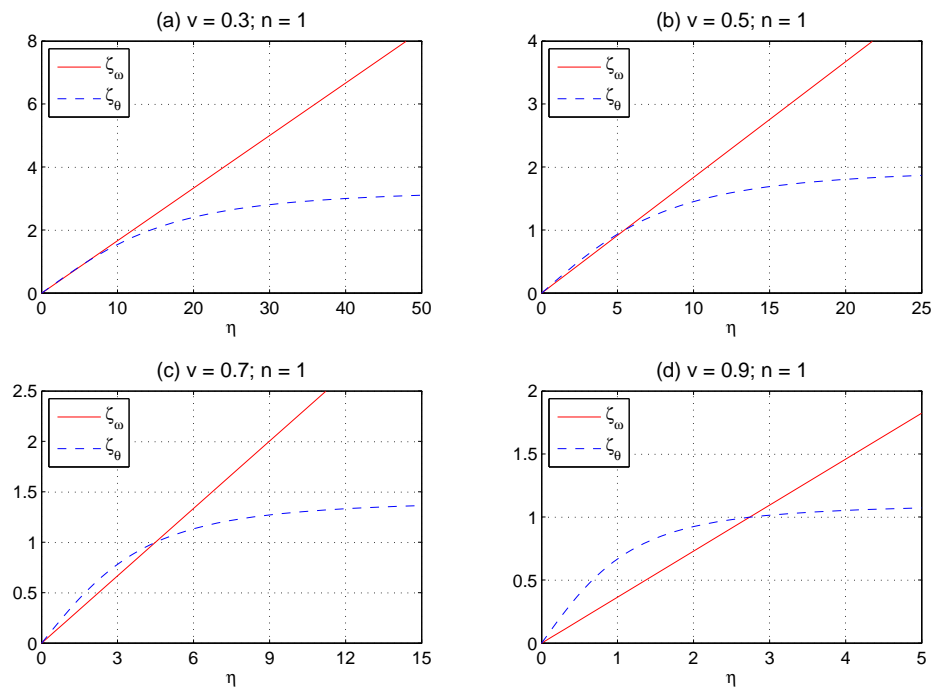 (a) v = 0.3; n = 1
8
6
4
2
0
0 10 20 30 40 50
η
ζω
ζθ
(b) v = 0.5; n = 1
4
3
2
1
0
0 5 10 15 20 25
η
ζω
ζθ
(c) v = 0.7; n = 1
2.5
2
1.5
1
0.5
0
0 3 6 9 12 15
η
ζω
ζθ
(d) v = 0.9; n = 1
2
1.5
1
0.5
0
0 1 2 3 4 5
η
ζω
ζθ